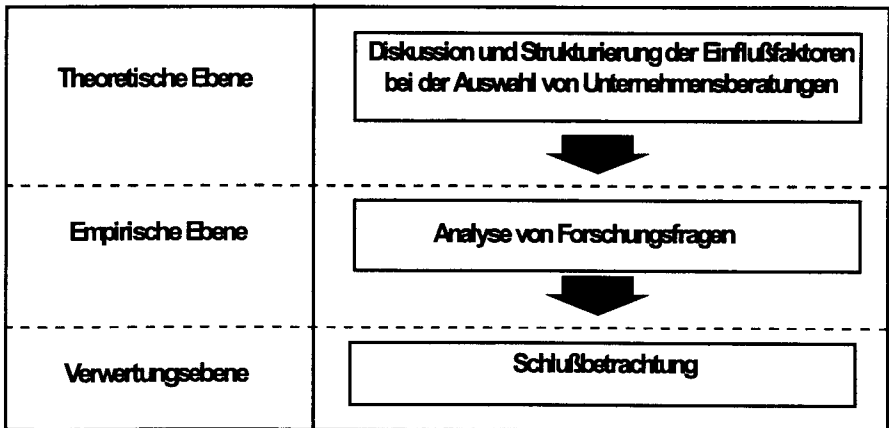 Theoretische Ebene
Diskussion und Strukturierung der Einflußfaktoren
bei der Auswahl von Unternehmensberatungen
Empirische Ebene
Analyse von Forschungsfragen
Verwertungsebene
Schlußbetrachtung